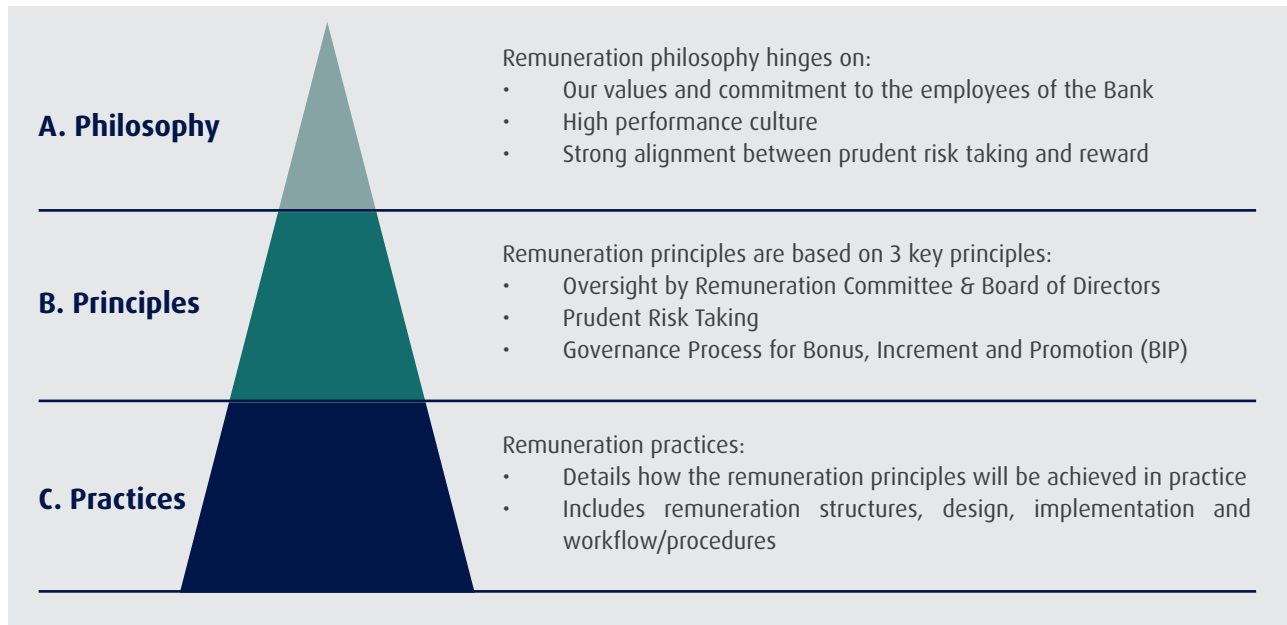 A. Philosophy
Remuneration philosophy hinges on:
• Our values and commitment to the employees of the Bank
• High performance culture
• Strong alignment between prudent risk taking and reward
B. Principles
Remuneration principles are based on 3 key principles:
• Oversight by Remuneration Committee & Board of Directors
• Prudent Risk Taking
• Governance Process for Bonus, Increment and Promotion (BIP)
C. Practices
Remuneration practices:
• Details how the remuneration principles will be achieved in practice
• Includes remuneration structures, design, implementation and
workflow/procedures